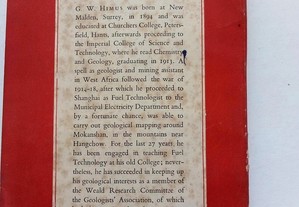 G. W. HIMUS was born at New
Malden, Surrey, in 1894 and was
educated at Churchers College, Peters-
field, Hants, afterwards proceeding to
the Imperial College of Science and
Technology, where he read Chemistry
and Geology, graduating in 1913. A
spell as geologist and mining assistant
in West Africa followed the war of
1914-18, after which he proceeded to
Shanghai as Fuel Technologist to the
Municipal Electricity Department and,
by a fortunate chance, was able to
carry out geological mapping around
Mokanshan, in the mountains near
Hangchow. For the last 27 years he
has been engaged in teaching Fuel
Technology at his old College; never-
theless, he has succeeded in keeping up
his geological interests as a member of
the Weald Research Committee of
the Geologists' Association, of which